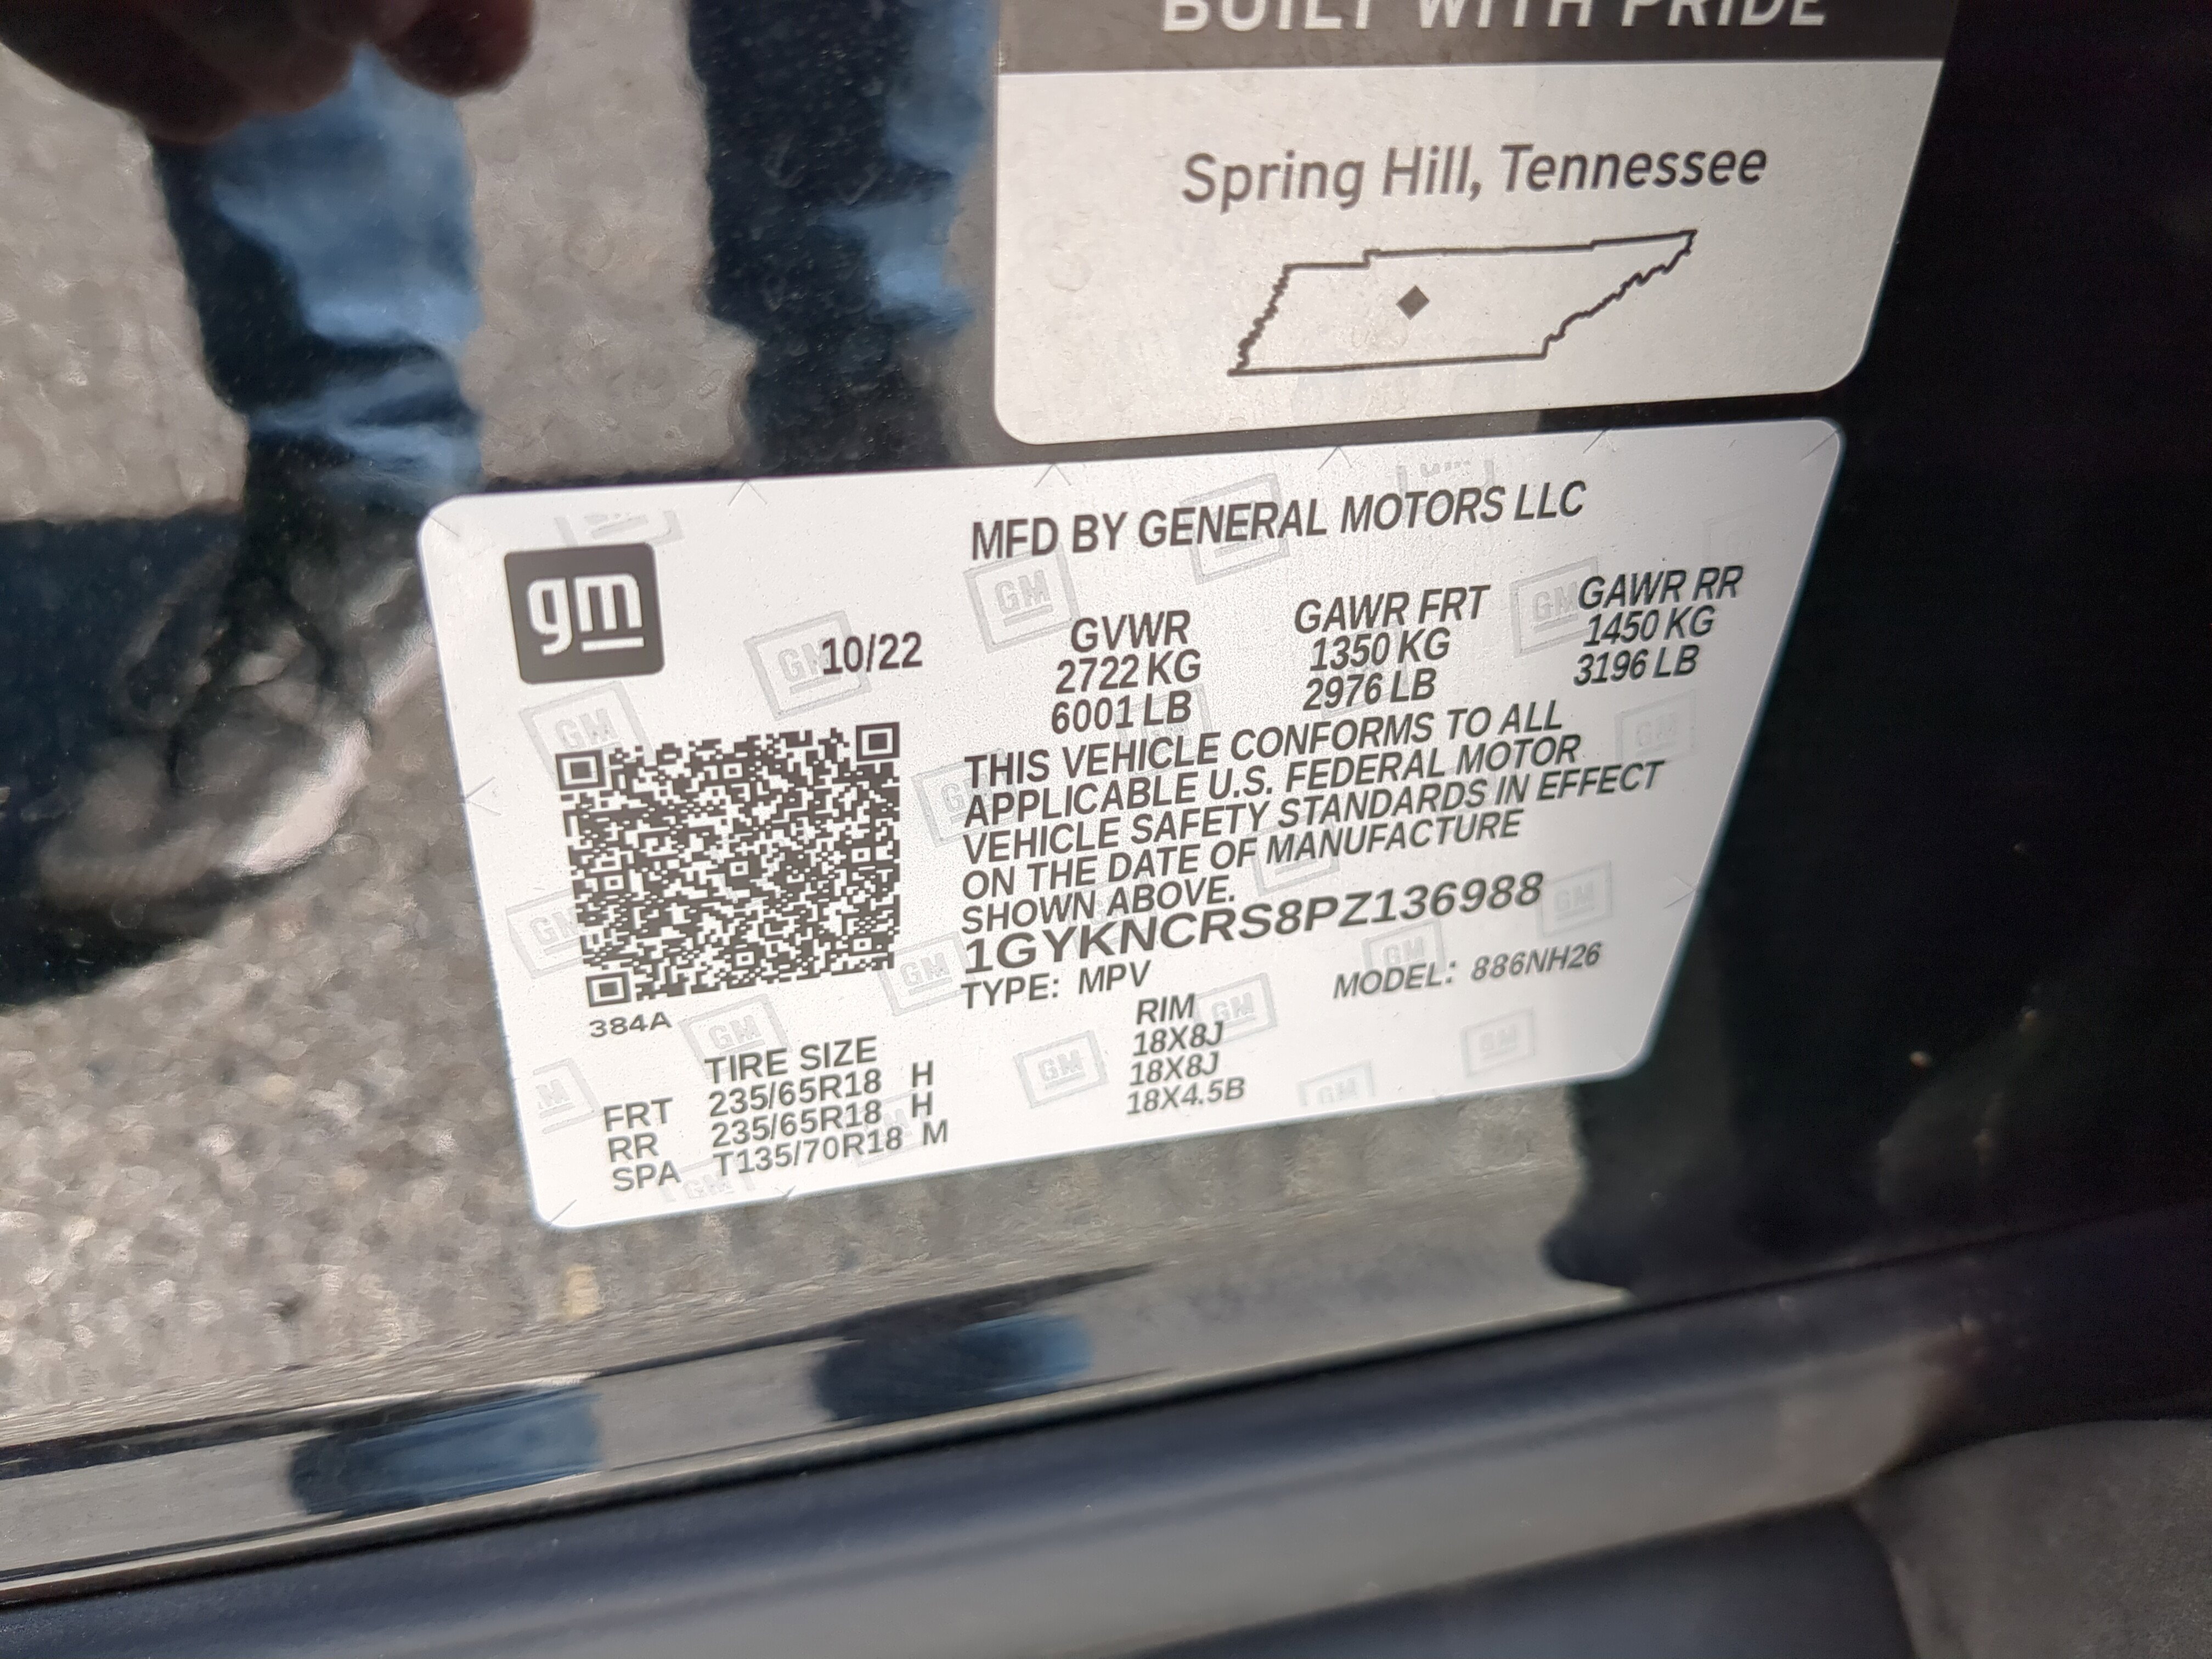 BUILT WITH PRIDE
Spring Hill, Tennessee
MFD BY GENERAL MOTORS LLC
gm
10/22
GVWR GAWR FRT GAWR RR
2722 KG 1350 KG 1450 KG
6001 LB 2976 LB 3196 LB
THIS VEHICLE CONFORMS TO ALL
APPLICABLE U.S. FEDERAL MOTOR
VEHICLE SAFETY STANDARDS IN EFFECT
ON THE DATE OF MANUFACTURE
SHOWN ABOVE.
1GYKNCRS8PZ136988
TYPE: MPV MODEL: 886NH26
384A
TIRE SIZE RIM
FRT 235/65R18 H 18X8J
RR 235/65R18 H 18X8J
SPA T135/70R18 M 18X4.5B